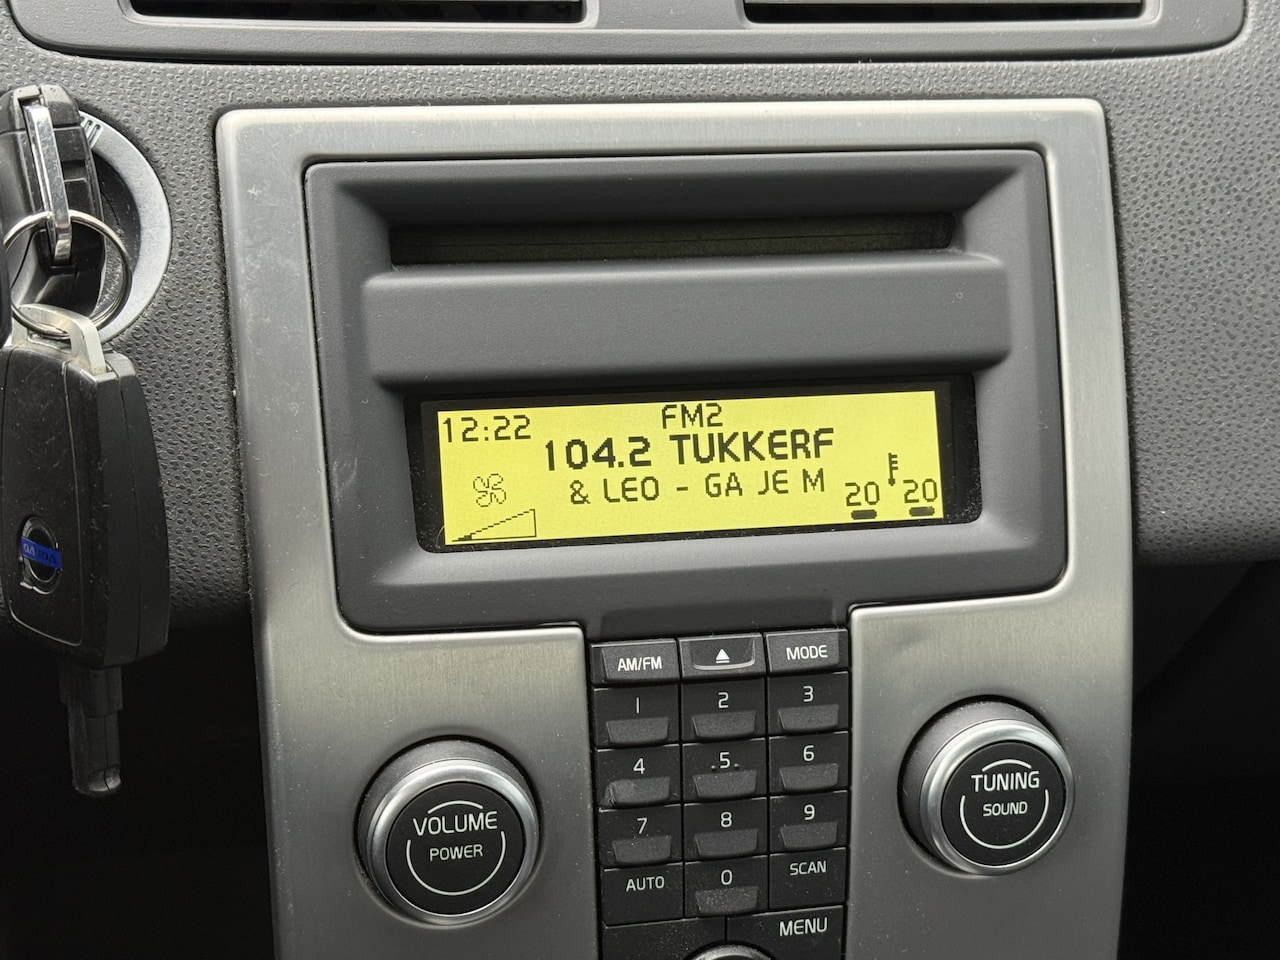 12:22
FM2
104.2 TUKKERF
& LEO - GA JE M
20 20
VOLVO
AM/FM
MODE
1 2 3
4 5 6
7 8 9
AUTO 0 SCAN
MENU
VOLUME
POWER
TUNING
SOUND